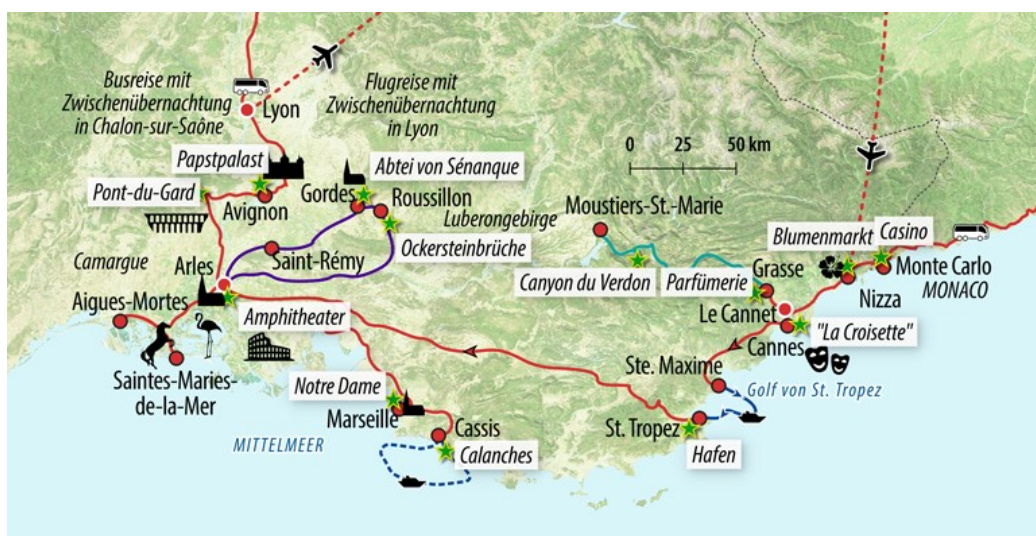 Busreise mit
Zwischenübernachtung
in Chalon-sur-Saône
Flugreise mit
Zwischenübernachtung
in Lyon
Lyon
0 25 50 km
Papstpalast
Abtei von Sénanque
Pont-du-Gard
Avignon
Gordes
Roussillon
Luberongebirge
Moustiers-St.-Marie
Ockersteinbrüche
Saint-Rémy
Camargue
Arles
Blumenmarkt
Casino
Canyon du Verdon
Parfümerie
Grasse
Monte Carlo
MONACO
Nizza
Aigues-Mortes
Amphitheater
Le Cannet
"La Croisette"
Cannes
Saintes-Maries-
de-la-Mer
Ste. Maxime
Golf von St. Tropez
Notre Dame
Marseille
Cassis
St. Tropez
MITTELMEER
Calanches
Hafen